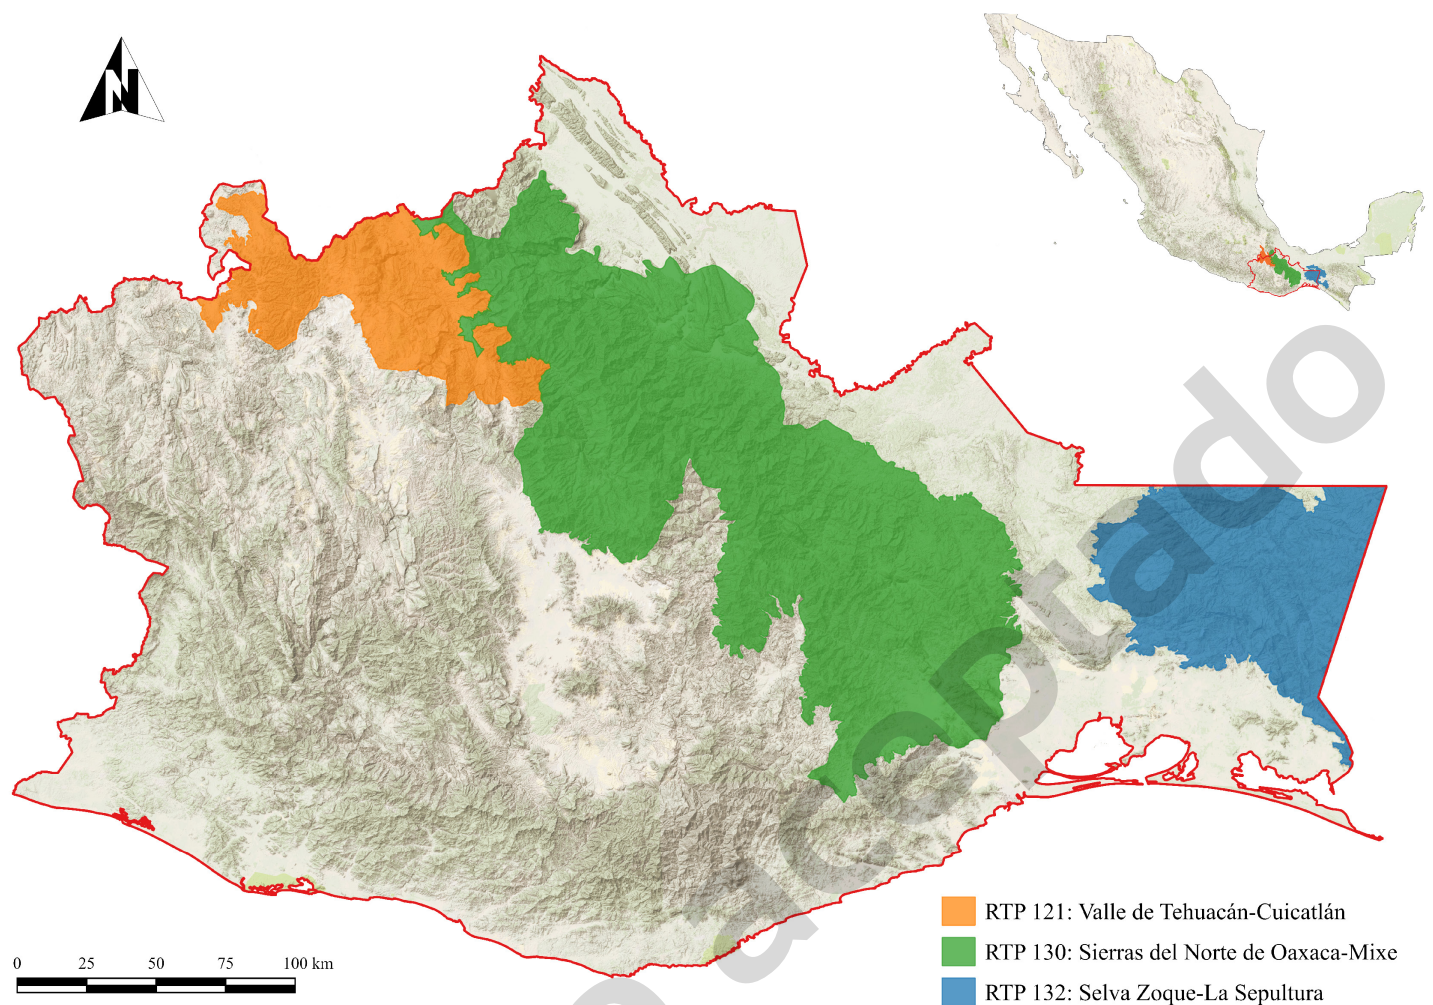 N
0 25 50 75 100 km
RTP 121: Valle de Tehuacán-Cuicatlán
RTP 130: Sierras del Norte de Oaxaca-Mixe
RTP 132: Selva Zoque-La Sepultura
aceptado